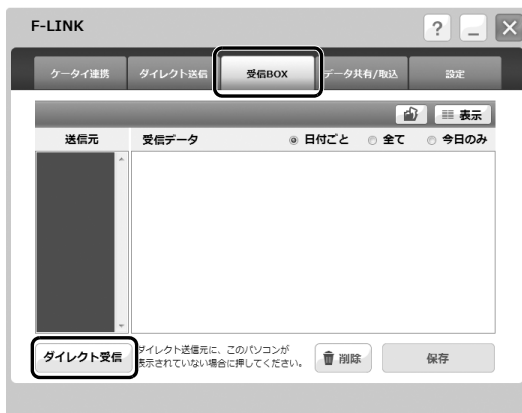 F-LINK
? _ X
ケータイ連携 ダイレクト送信 受信BOX データ共有/取込 設定
表示
送信元 受信データ 日付ごと 全て 今日のみ
ダイレクト受信 ダイレクト送信元に、このパソコンが
表示されていない場合に押してください。 削除 保存